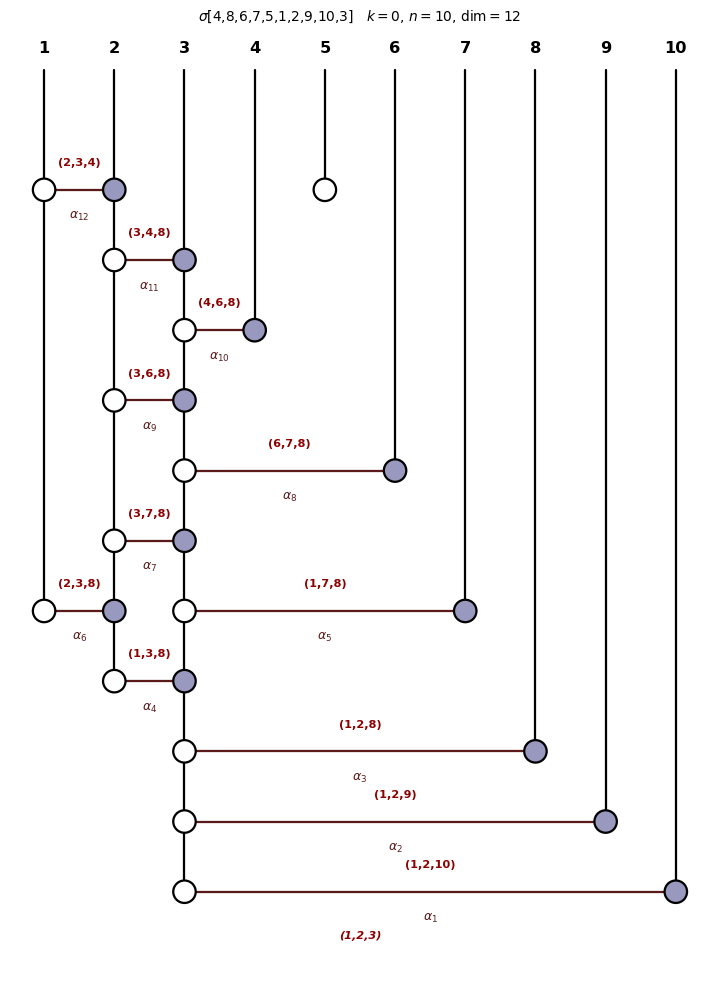 σ[4,8,6,7,5,1,2,9,10,3] k = 0, n = 10, dim = 12
1 2 3 4 5 6 7 8 9 10
(2,3,4)
α12
(3,4,8)
α11
(4,6,8)
α10
(3,6,8)
α9
(6,7,8)
α8
(3,7,8)
α7
(2,3,8) (1,7,8)
α6 α5
(1,3,8)
α4
(1,2,8)
α3
(1,2,9)
α2
(1,2,10)
α1
(1,2,3)